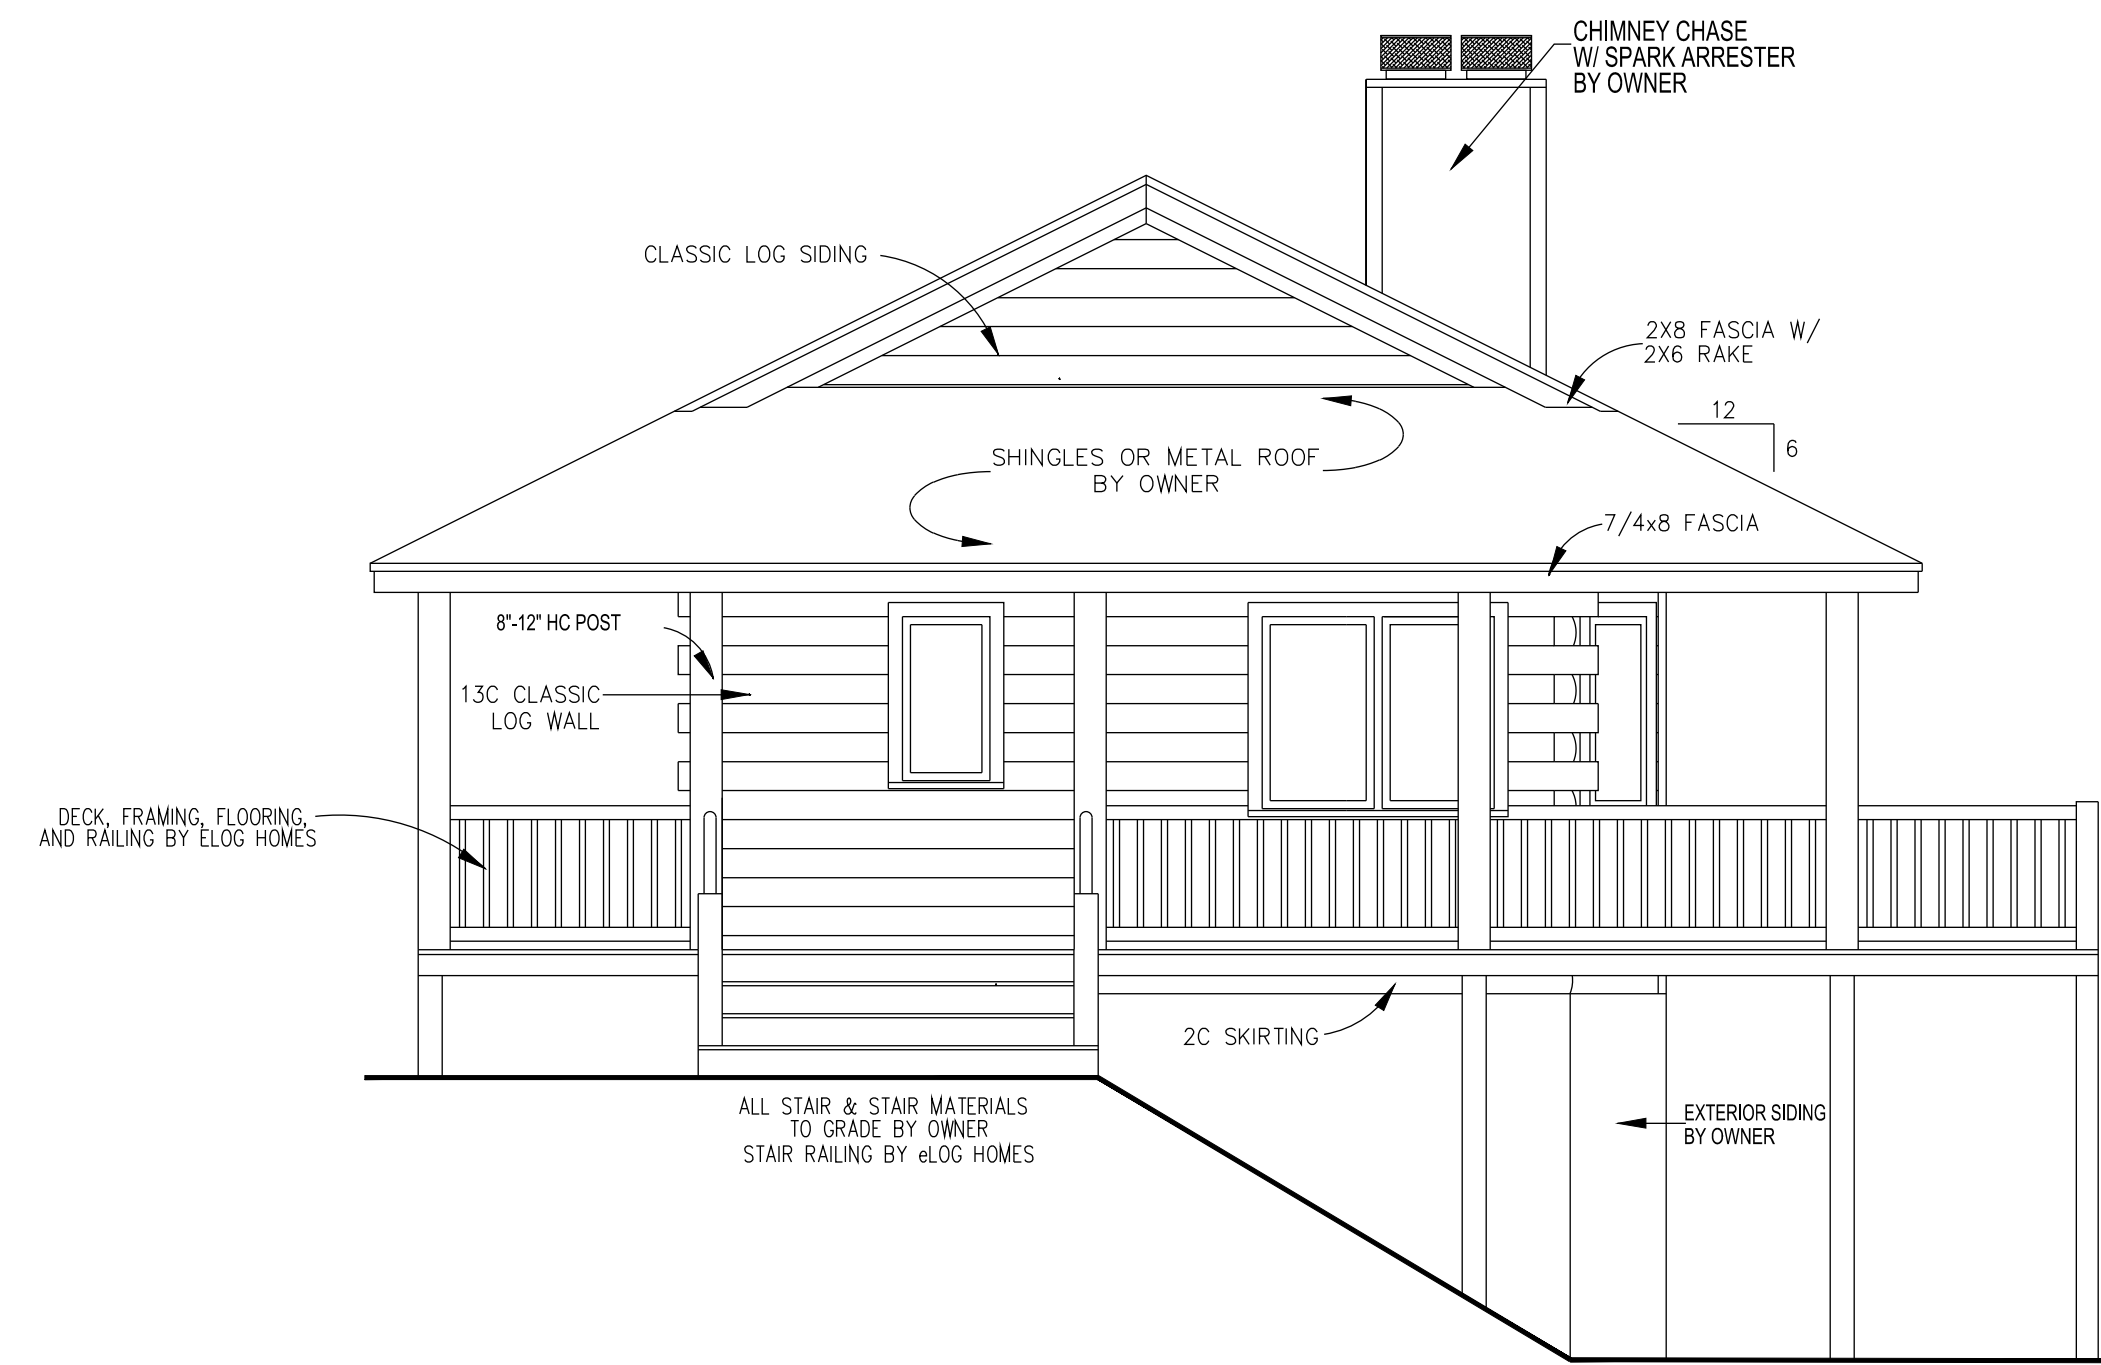 CHIMNEY CHASE
W/ SPARK ARRESTER
BY OWNER
CLASSIC LOG SIDING
2X8 FASCIA W/
2X6 RAKE
12
6
SHINGLES OR METAL ROOF
BY OWNER
7/4x8 FASCIA
8"-12" HC POST
13C CLASSIC
LOG WALL
DECK, FRAMING, FLOORING,
AND RAILING BY ELOG HOMES
2C SKIRTING
ALL STAIR & STAIR MATERIALS
TO GRADE BY OWNER
STAIR RAILING BY eLOG HOMES
EXTERIOR SIDING
BY OWNER